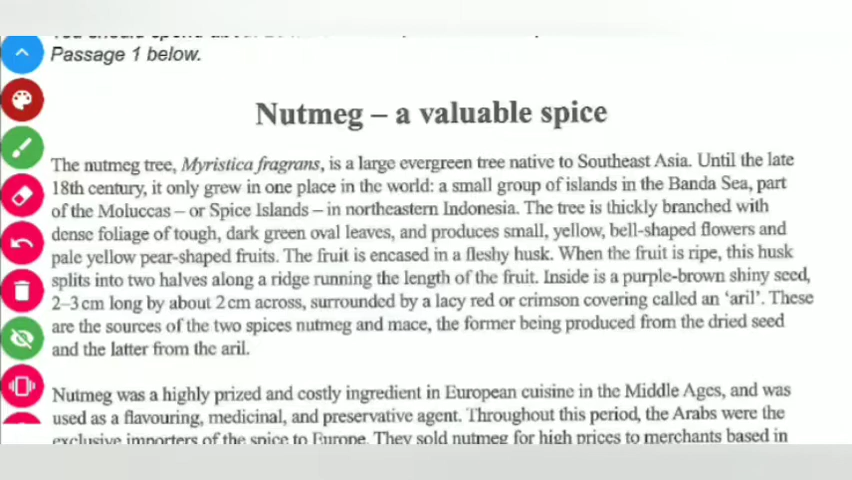 Passage 1 below.
Nutmeg – a valuable spice
The nutmeg tree, Myristica fragrans, is a large evergreen tree native to Southeast Asia. Until the late
18th century, it only grew in one place in the world: a small group of islands in the Banda Sea, part
of the Moluccas – or Spice Islands – in northeastern Indonesia. The tree is thickly branched with
dense foliage of tough, dark green oval leaves, and produces small, yellow, bell-shaped flowers and
pale yellow pear-shaped fruits. The fruit is encased in a fleshy husk. When the fruit is ripe, this husk
splits into two halves along a ridge running the length of the fruit. Inside is a purple-brown shiny seed,
2–3 cm long by about 2 cm across, surrounded by a lacy red or crimson covering called an ‘aril’. These
are the sources of the two spices nutmeg and mace, the former being produced from the dried seed
and the latter from the aril.
Nutmeg was a highly prized and costly ingredient in European cuisine in the Middle Ages, and was
used as a flavouring, medicinal, and preservative agent. Throughout this period, the Arabs were the
exclusive importers of the spice to Europe. They sold nutmeg for high prices to merchants based in